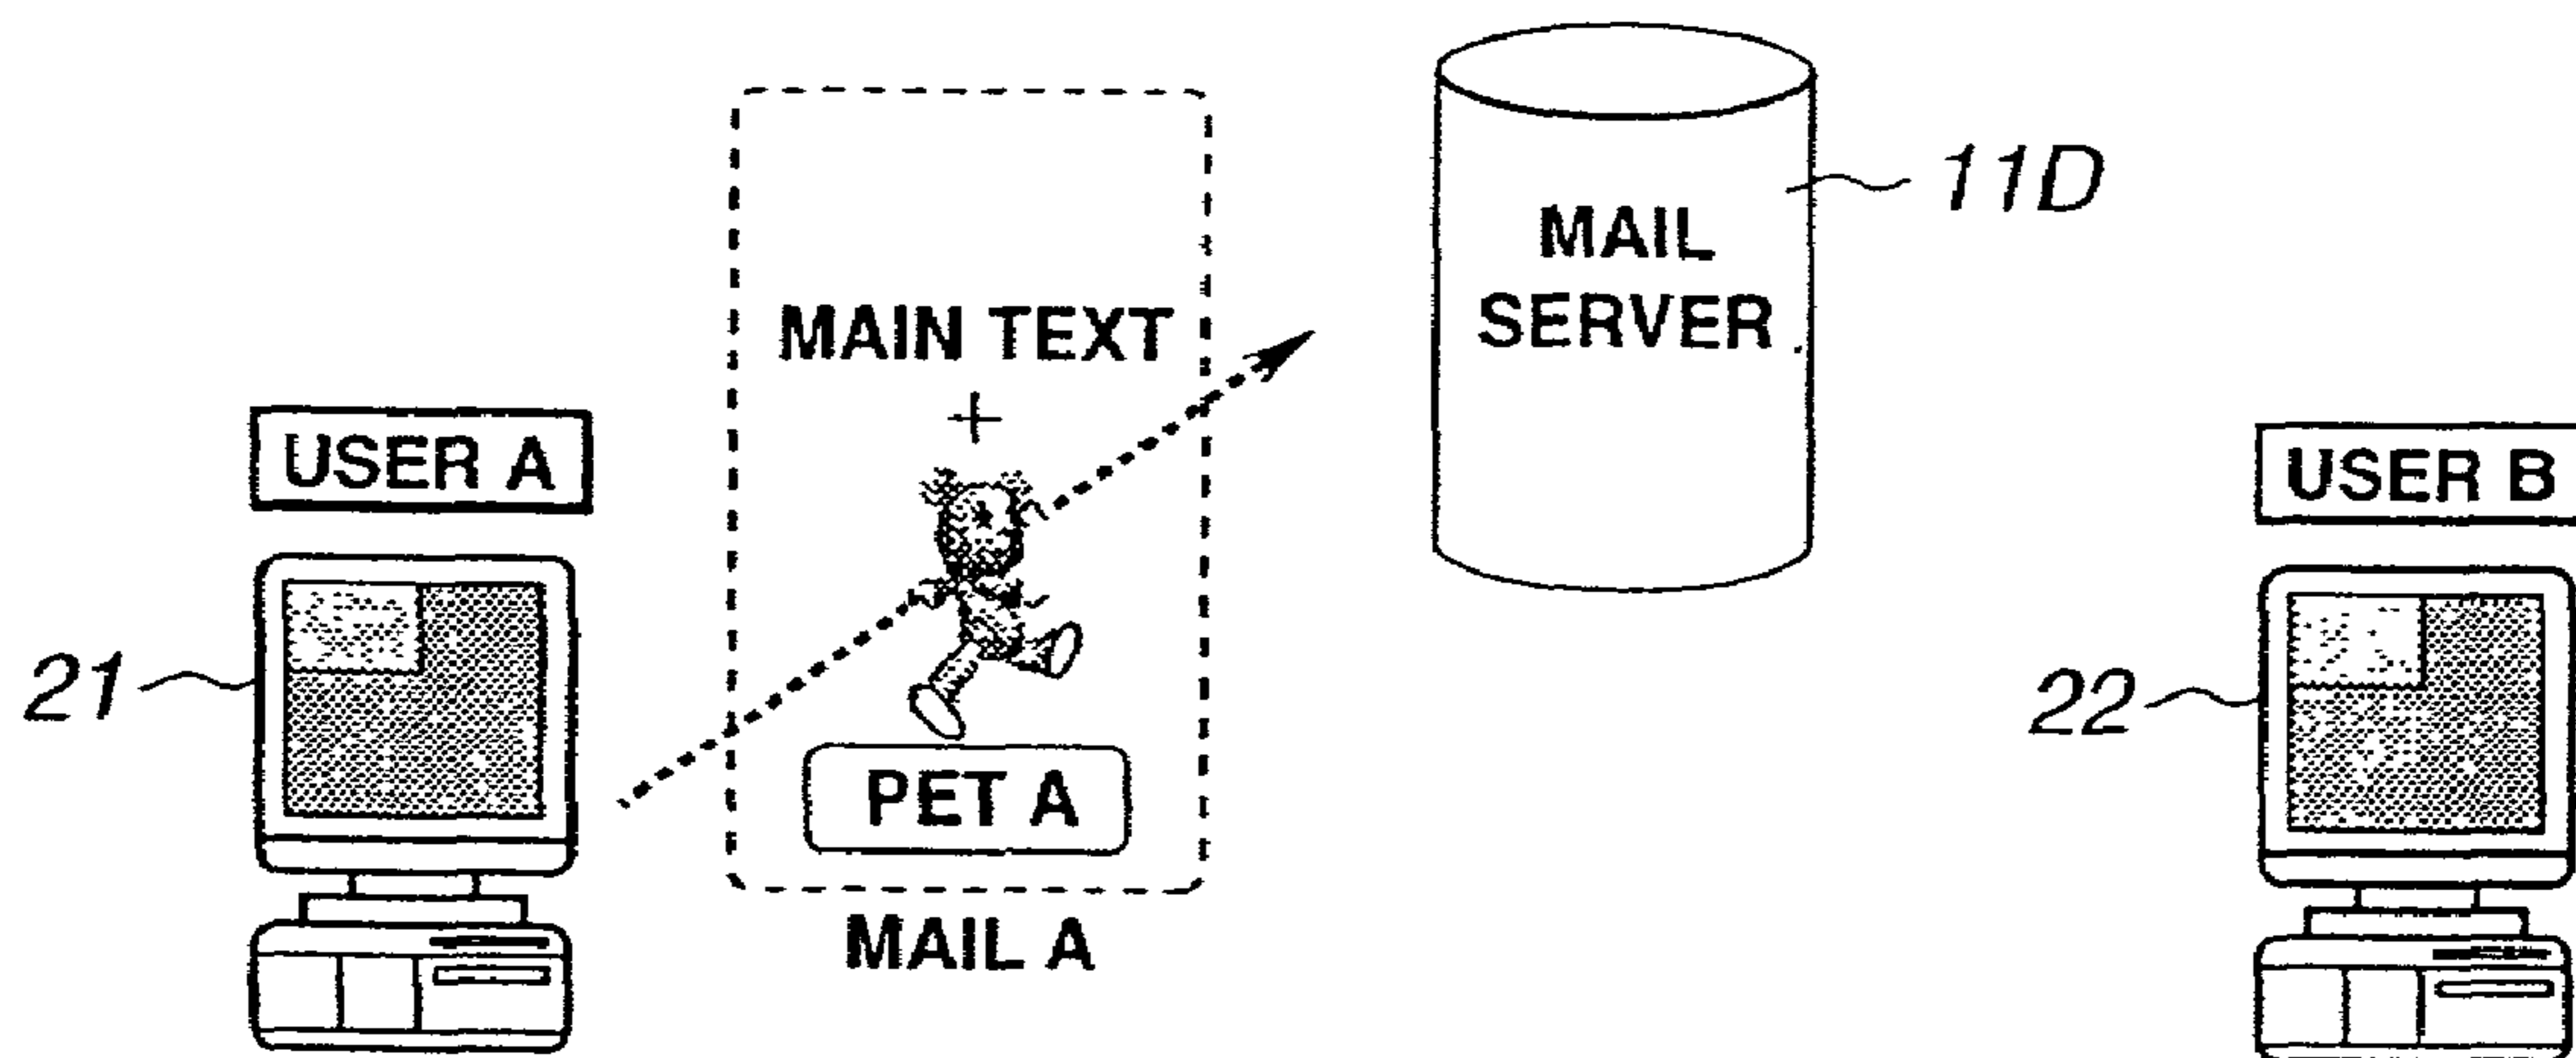 11D
MAIL
SERVER
MAIN TEXT
+
USER A
USER B
21
22
PET A
MAIL A